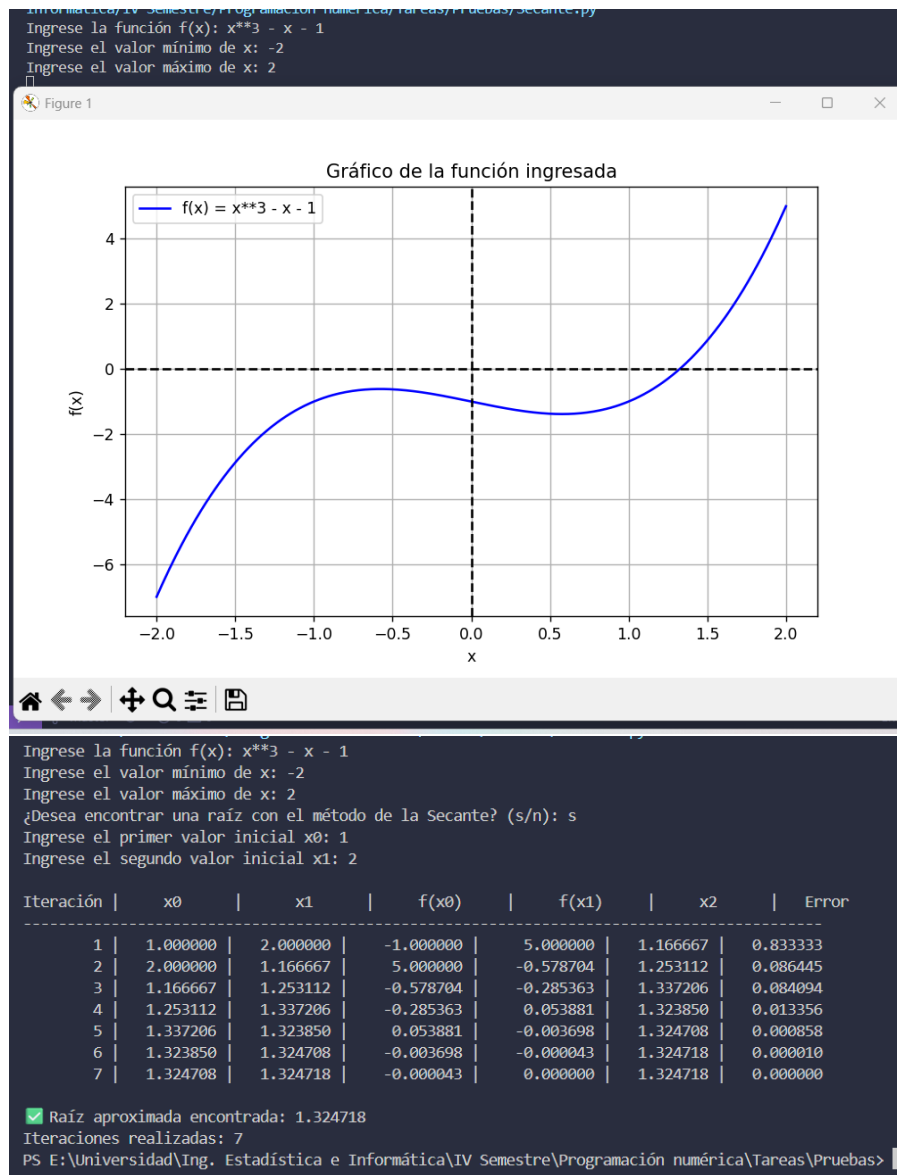 Informática/IV Semestre/Programación numérica/Tareas/Pruebas/Secante.py
Ingrese la función f(x): x**3 - x - 1
Ingrese el valor mínimo de x: -2
Ingrese el valor máximo de x: 2
Figure 1
Gráfico de la función ingresada
f(x) = x**3 - x - 1
4
2
0
−2
−4
−6
f(x)
−2.0 −1.5 −1.0 −0.5 0.0 0.5 1.0 1.5 2.0
x
Ingrese la función f(x): x**3 - x - 1
Ingrese el valor mínimo de x: -2
Ingrese el valor máximo de x: 2
¿Desea encontrar una raíz con el método de la Secante? (s/n): s
Ingrese el primer valor inicial x0: 1
Ingrese el segundo valor inicial x1: 2
Iteración | x0 | x1 | f(x0) | f(x1) | x2 | Error
------------------------------------------------------------------------------------------
1 | 1.000000 | 2.000000 | -1.000000 | 5.000000 | 1.166667 | 0.833333
2 | 2.000000 | 1.166667 | 5.000000 | -0.578704 | 1.253112 | 0.086445
3 | 1.166667 | 1.253112 | -0.578704 | -0.285363 | 1.337206 | 0.084094
4 | 1.253112 | 1.337206 | -0.285363 | 0.053881 | 1.323850 | 0.013356
5 | 1.337206 | 1.323850 | 0.053881 | -0.003698 | 1.324708 | 0.000858
6 | 1.323850 | 1.324708 | -0.003698 | -0.000043 | 1.324718 | 0.000010
7 | 1.324708 | 1.324718 | -0.000043 | 0.000000 | 1.324718 | 0.000000
✅ Raíz aproximada encontrada: 1.324718
Iteraciones realizadas: 7
PS E:\Universidad\Ing. Estadística e Informática\IV Semestre\Programación numérica\Tareas\Pruebas>